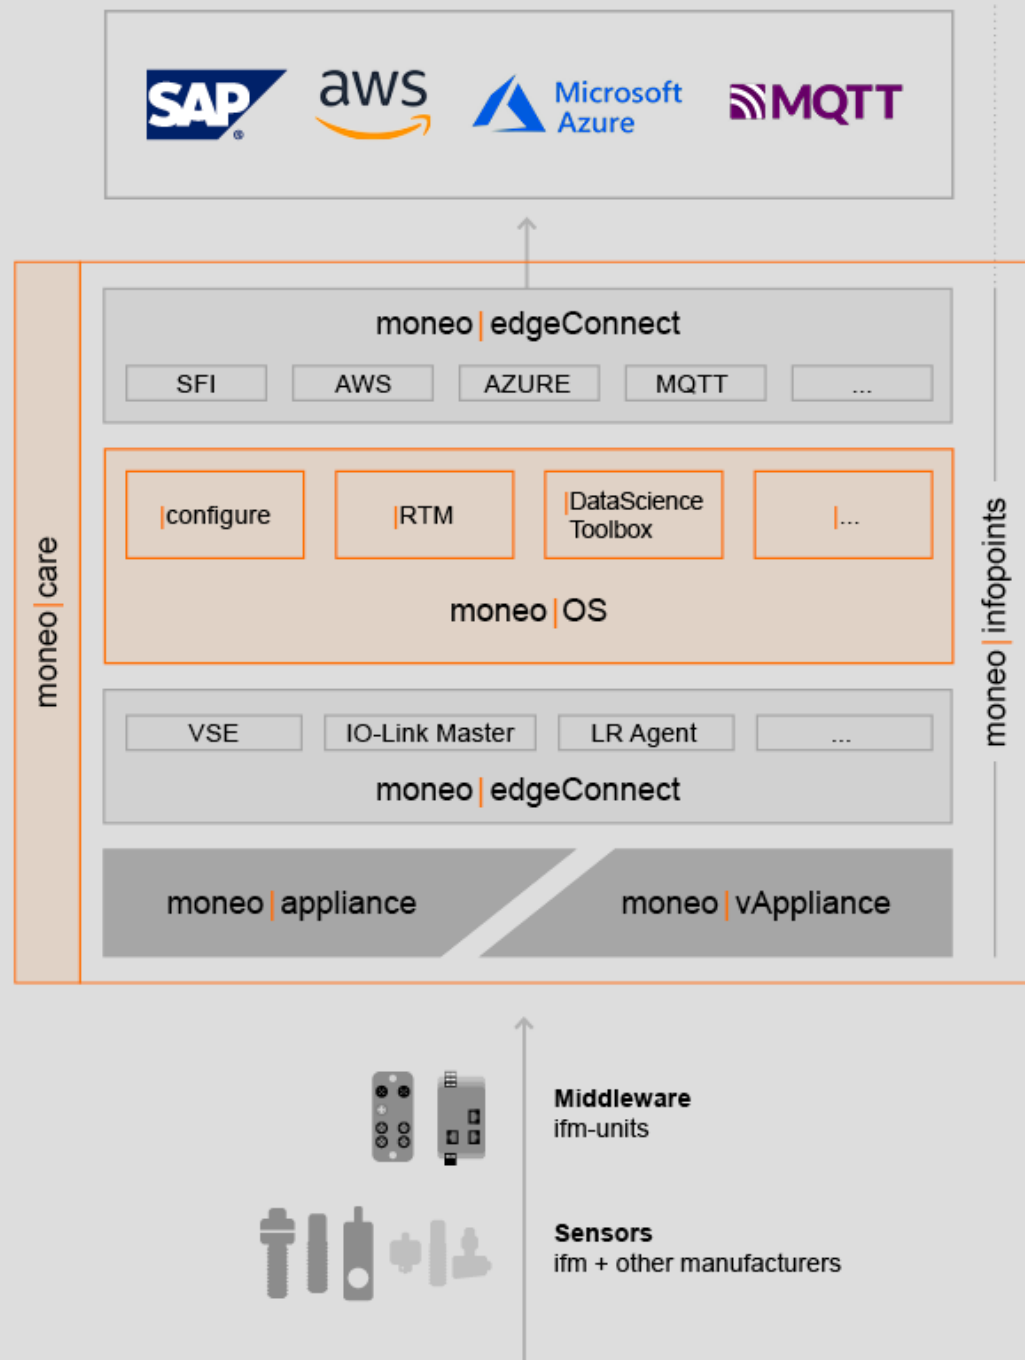 SAP
®
aws
Microsoft
Azure
MQTT
moneo|edgeConnect
SFI
AWS
AZURE
MQTT
...
|configure
|RTM
|DataScience
Toolbox
|...
moneo|OS
VSE
IO-Link Master
LR Agent
...
moneo|edgeConnect
moneo|appliance
moneo|vAppliance
moneo|care
moneo|infopoints
Middleware
ifm-units
Sensors
ifm + other manufacturers